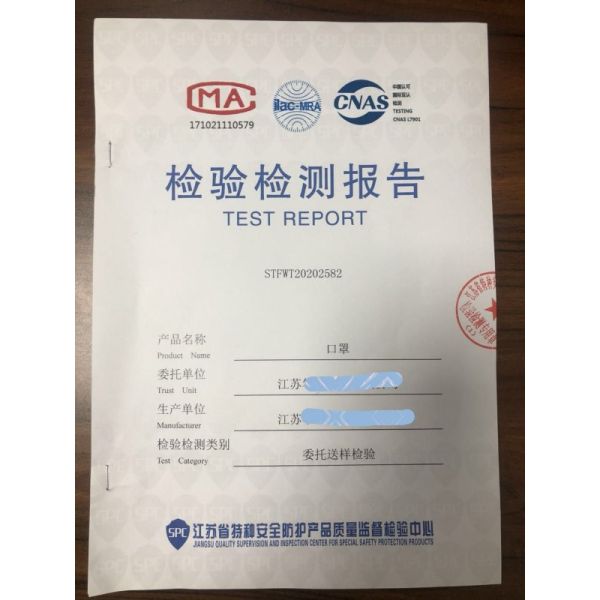 CMA
171021110579
ilac-MRA
CNAS
中国认可
国际互认
检测
TESTING
CNAS L7901
检验检测报告
TEST REPORT
STFWT20202582
产品名称
Product Name
口罩
委托单位
Trust Unit
江苏
生产单位
Manufacturer
江苏
检验检测类别
Test Category
委托送样检验
SPC
江苏省特种安全防护产品质量监督检验中心
JIANGSU QUALITY SUPERVISION AND INSPECTION CENTER FOR SPECIAL SAFETY PROTECTION PRODUCTS